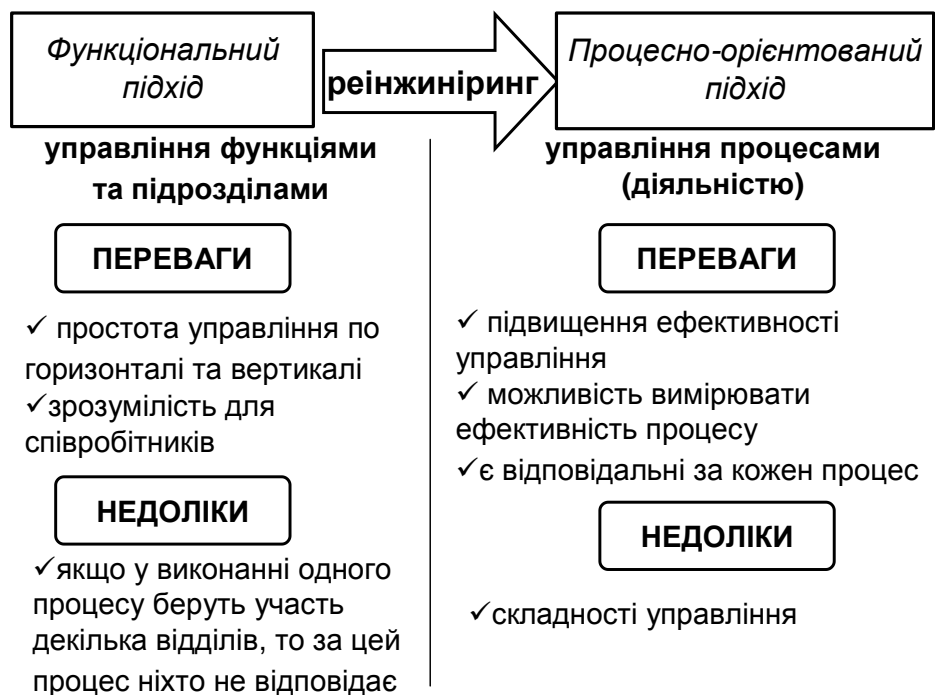 Функціональний
підхід
реінжиніринг
Процесно-орієнтований
підхід
управління функціями
та підрозділами
ПЕРЕВАГИ
✓ простота управління по
горизонталі та вертикалі
✓зрозумілість для
співробітників
НЕДОЛІКИ
✓якщо у виконанні одного
процесу беруть участь
декілька відділів, то за цей
процес ніхто не відповідає
управління процесами
(діяльністю)
ПЕРЕВАГИ
✓ підвищення ефективності
управління
✓ можливість вимірювати
ефективність процесу
✓є відповідальні за кожен процес
НЕДОЛІКИ
✓складності управління